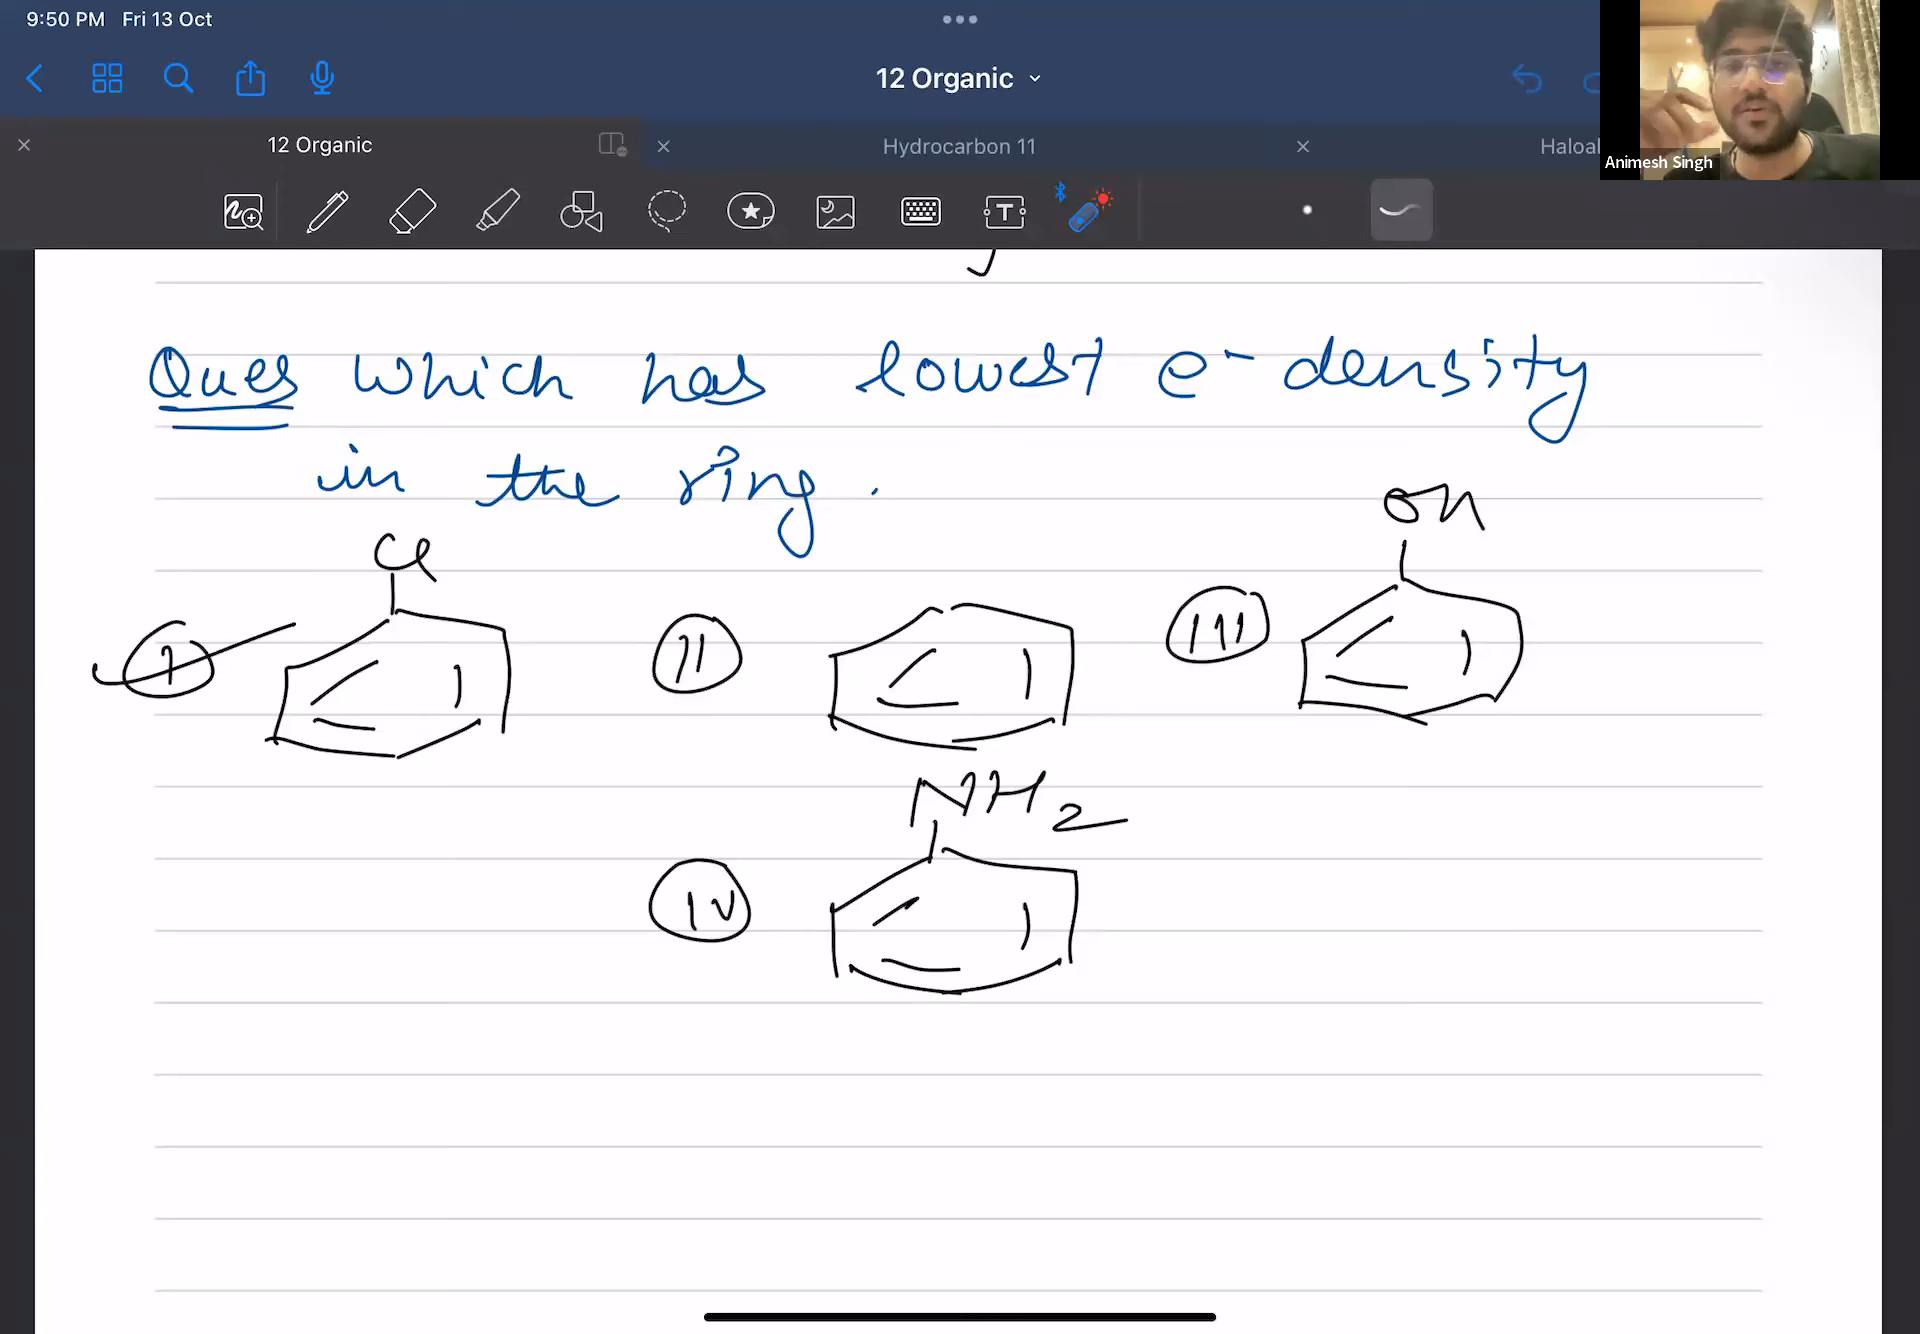 9:50 PM Fri 13 Oct
12 Organic
12 Organic
Hydrocarbon 11
Haloal
Animesh Singh
T
Ques Which has lowest e- density
in the ring.
Cl
OH
I
II
III
NH2
IV